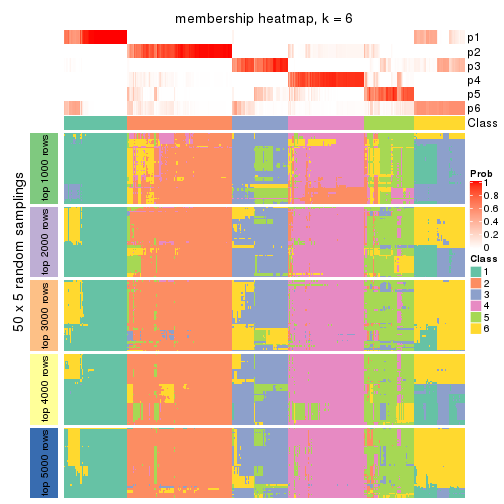 membership heatmap, k = 6
p1
p2
p3
p4
p5
p6
Class
50 x 5 random samplings
top 1000 rows
top 2000 rows
top 3000 rows
top 4000 rows
top 5000 rows
Prob
1
0.8
0.6
0.4
0.2
0
Class
1
2
3
4
5
6